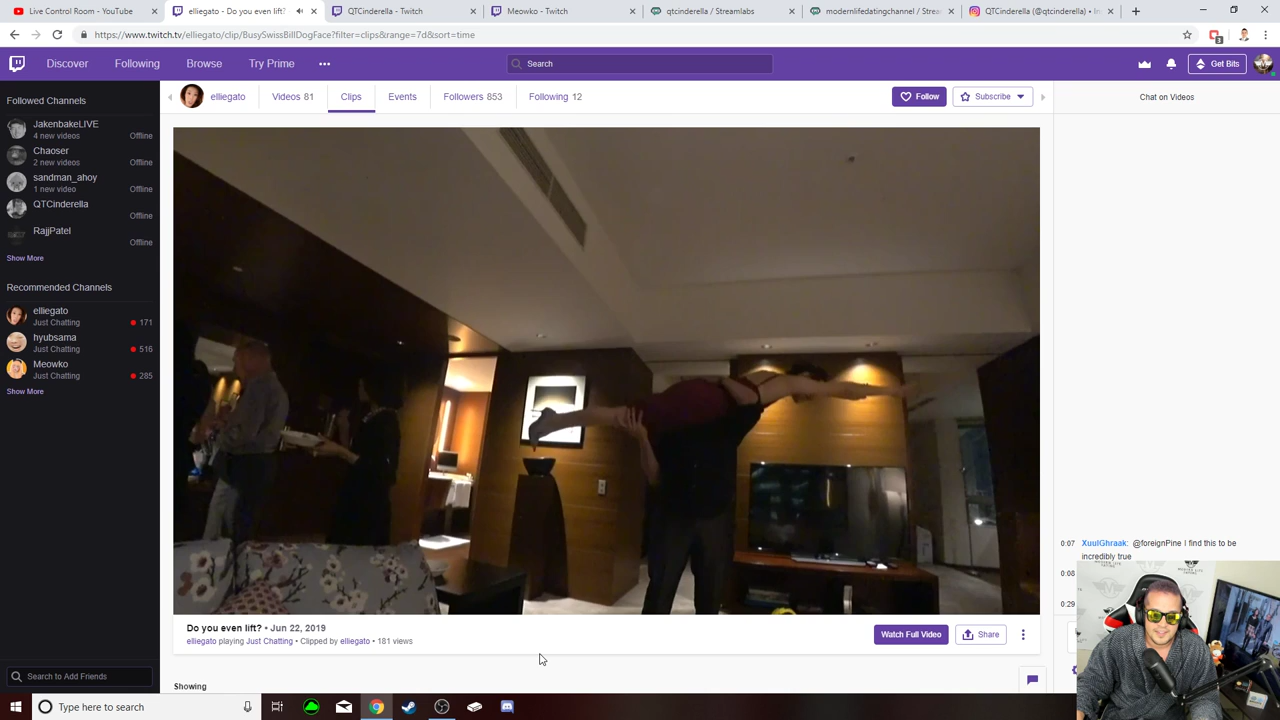 Live Control Room - YouTube
elliegato - Do you even lift?
QTCinderella - Twitch
Meowko - Twitch
qtcinderella / Streamlabs
modernlifedatingchannel / Stream
QTCinderella (@qtcinderella) • In
https://www.twitch.tv/elliegato/clip/BusySwissBillDogFace?filter=clips&range=7d&sort=time
3
Discover
Following
Browse
Try Prime
Search
Get Bits
Followed Channels
JakenbakeLIVE
4 new videos
Offline
Chaoser
2 new videos
Offline
sandman_ahoy
1 new video
Offline
QTCinderella
Offline
RajjPatel
Offline
Show More
Recommended Channels
elliegato
Just Chatting
171
hyubsama
Just Chatting
516
Meowko
Just Chatting
285
Show More
Search to Add Friends
elliegato
Videos 81
Clips
Events
Followers 853
Following 12
Follow
Subscribe
Do you even lift? • Jun 22, 2019
elliegato playing Just Chatting • Clipped by elliegato • 181 views
Watch Full Video
Share
Showing
Chat on Videos
0:07 XuulGhraak: @foreignPine I find this to be
incredibly true
0:08
0:29
Type here to search